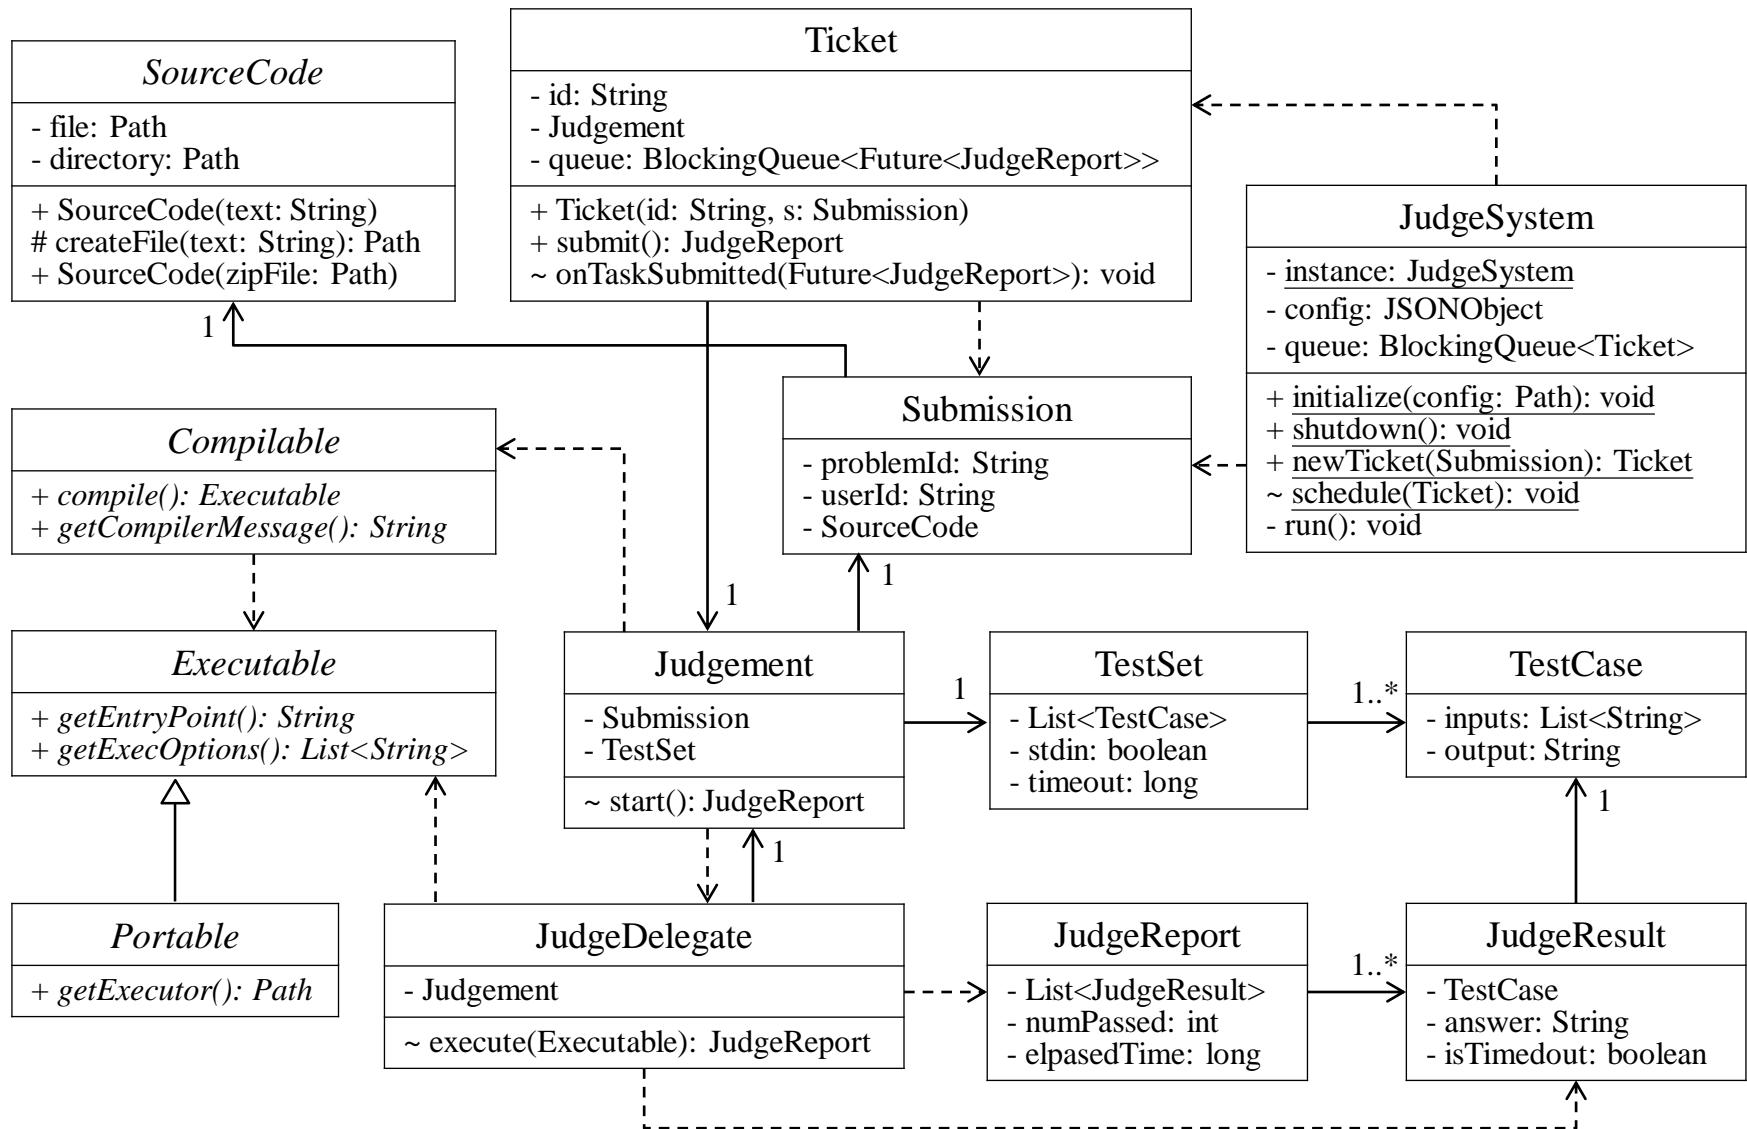 SourceCode
- file: Path
- directory: Path
+ SourceCode(text: String)
# createFile(text: String): Path
+ SourceCode(zipFile: Path)
1
Ticket
- id: String
- Judgement
- queue: BlockingQueue<Future<JudgeReport>>
+ Ticket(id: String, s: Submission)
+ submit(): JudgeReport
~ onTaskSubmitted(Future<JudgeReport>): void
JudgeSystem
- instance: JudgeSystem
- config: JSONObject
- queue: BlockingQueue<Ticket>
+ initialize(config: Path): void
+ shutdown(): void
+ newTicket(Submission): Ticket
~ schedule(Ticket): void
- run(): void
Compilable
+ compile(): Executable
+ getCompilerMessage(): String
Submission
- problemId: String
- userId: String
- SourceCode
1
1
Executable
+ getEntryPoint(): String
+ getExecOptions(): List<String>
Judgement
- Submission
- TestSet
~ start(): JudgeReport
1
1
TestSet
- List<TestCase>
- stdin: boolean
- timeout: long
1..*
TestCase
- inputs: List<String>
- output: String
1
Portable
+ getExecutor(): Path
JudgeDelegate
- Judgement
~ execute(Executable): JudgeReport
JudgeReport
- List<JudgeResult>
- numPassed: int
- elpasedTime: long
1..*
JudgeResult
- TestCase
- answer: String
- isTimedout: boolean